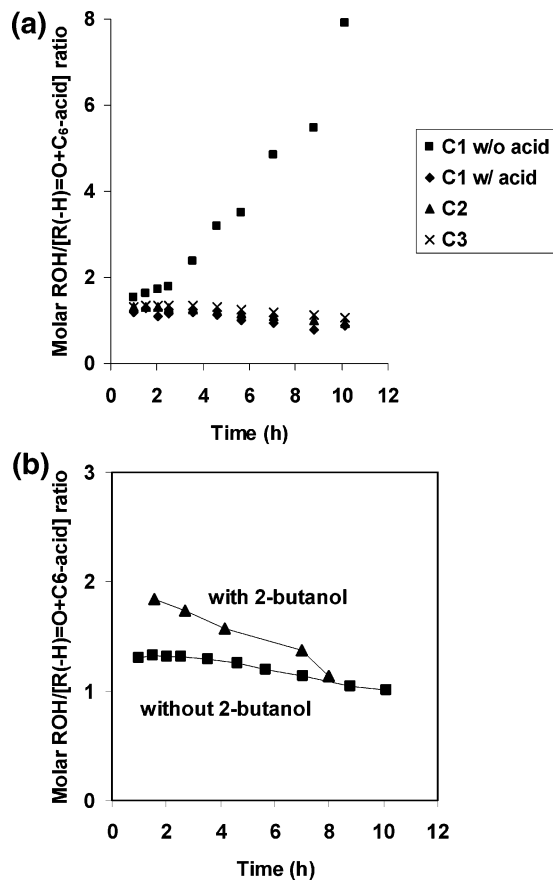 (a)
Molar ROH/[R(-H)=O+C₆-acid] ratio
8
6
4
2
0
0 2 4 6 8 10 12
Time (h)
C1 w/o acid
C1 w/ acid
C2
C3
(b)
Molar ROH/[R(-H)=O+C6-acid] ratio
3
2
1
0
with 2-butanol
without 2-butanol
0 2 4 6 8 10 12
Time (h)